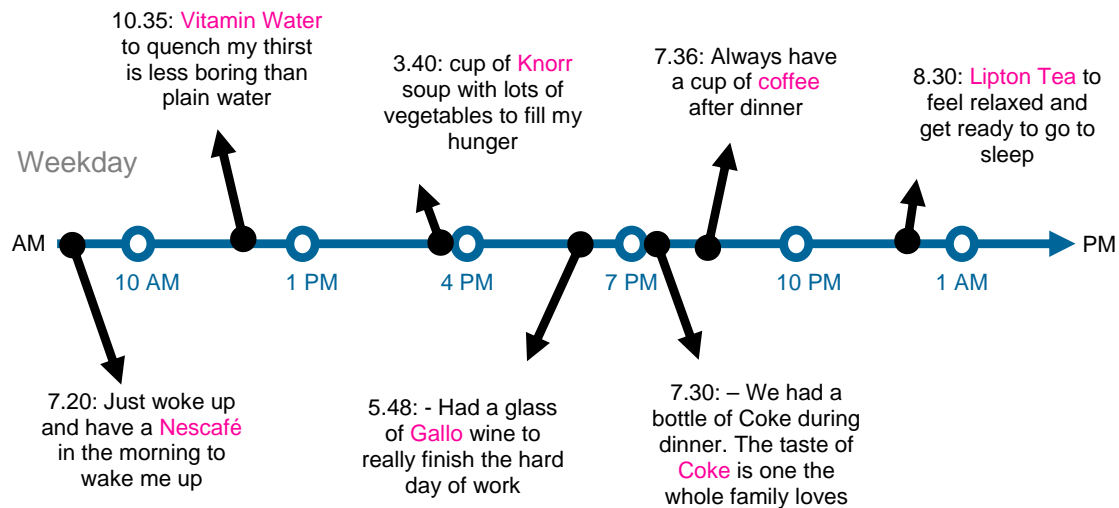 10.35: Vitamin Water
to quench my thirst
is less boring than
plain water
3.40: cup of Knorr
soup with lots of
vegetables to fill my
hunger
7.36: Always have
a cup of coffee
after dinner
8.30: Lipton Tea to
feel relaxed and
get ready to go to
sleep
Weekday
AM
PM
10 AM
1 PM
4 PM
7 PM
10 PM
1 AM
7.20: Just woke up
and have a Nescafé
in the morning to
wake me up
5.48: - Had a glass
of Gallo wine to
really finish the hard
day of work
7.30: – We had a
bottle of Coke during
dinner. The taste of
Coke is one the
whole family loves